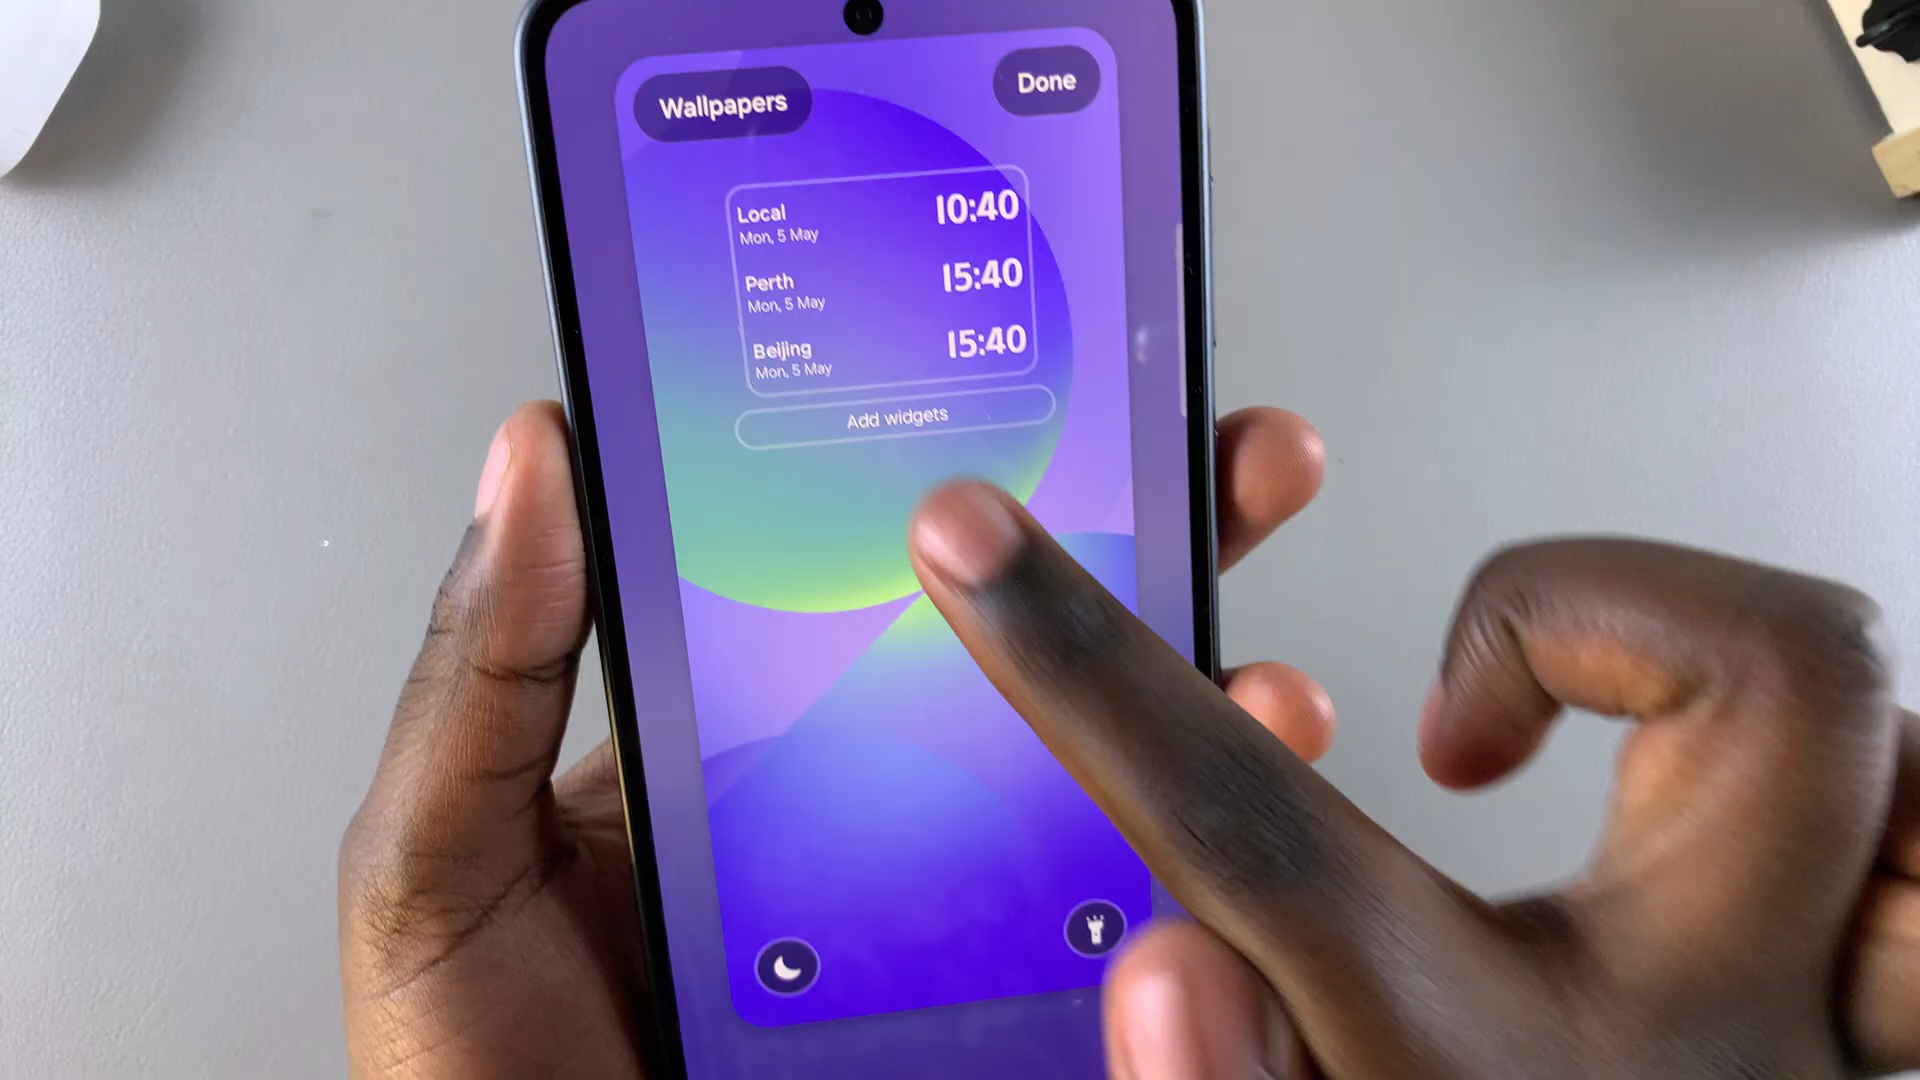 Wallpapers
Done
Local
10:40
Mon, 5 May
Perth
15:40
Mon, 5 May
Beijing
15:40
Mon, 5 May
Add widgets